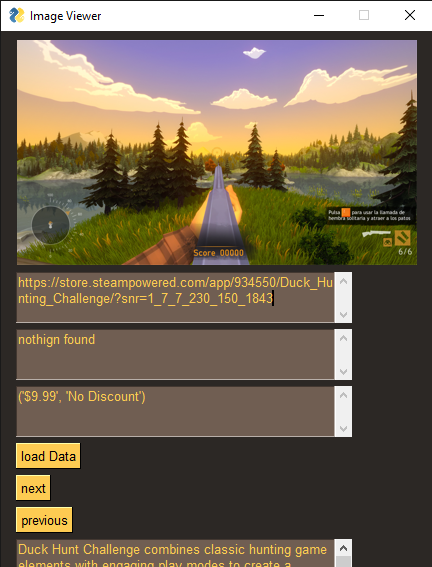 Image Viewer
Pulsa para usar la llamada de
hembra solitaria y atraer a los patos
Score 00000
6/6
https://store.steampowered.com/app/934550/Duck_Hu
nting_Challenge/?snr=1_7_7_230_150_1843
nothign found
('$9.99', 'No Discount')
load Data
next
previous
Duck Hunt Challenge combines classic hunting game
elements with engaging play modes to create a